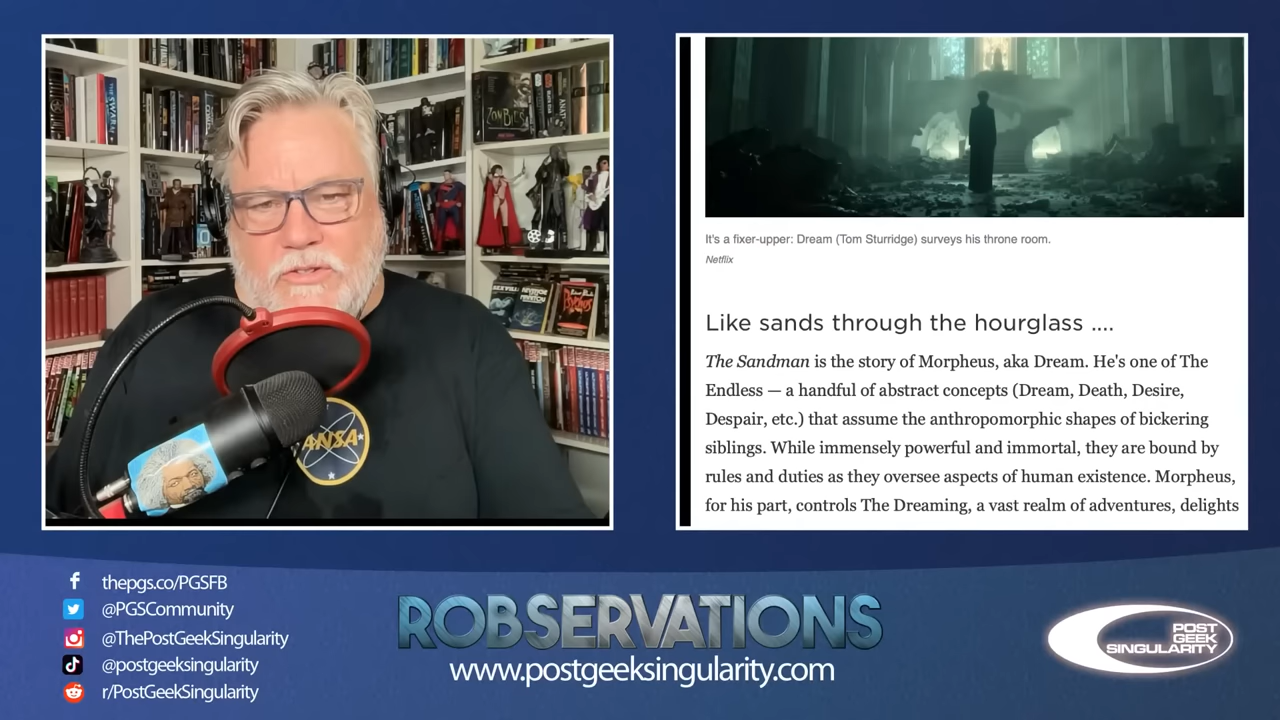 THE SWARM
ZOMBIES
ANSA
It's a fixer-upper: Dream (Tom Sturridge) surveys his throne room.
Netflix
Like sands through the hourglass ....
The Sandman is the story of Morpheus, aka Dream. He's one of The
Endless — a handful of abstract concepts (Dream, Death, Desire,
Despair, etc.) that assume the anthropomorphic shapes of bickering
siblings. While immensely powerful and immortal, they are bound by
rules and duties as they oversee aspects of human existence. Morpheus,
for his part, controls The Dreaming, a vast realm of adventures, delights
thepgs.co/PGSFB
@PGSCommunity
@ThePostGeekSingularity
@postgeeksingularity
r/PostGeekSingularity
ROBSERVATIONS
www.postgeeksingularity.com
POST
GEEK
SINGULARITY